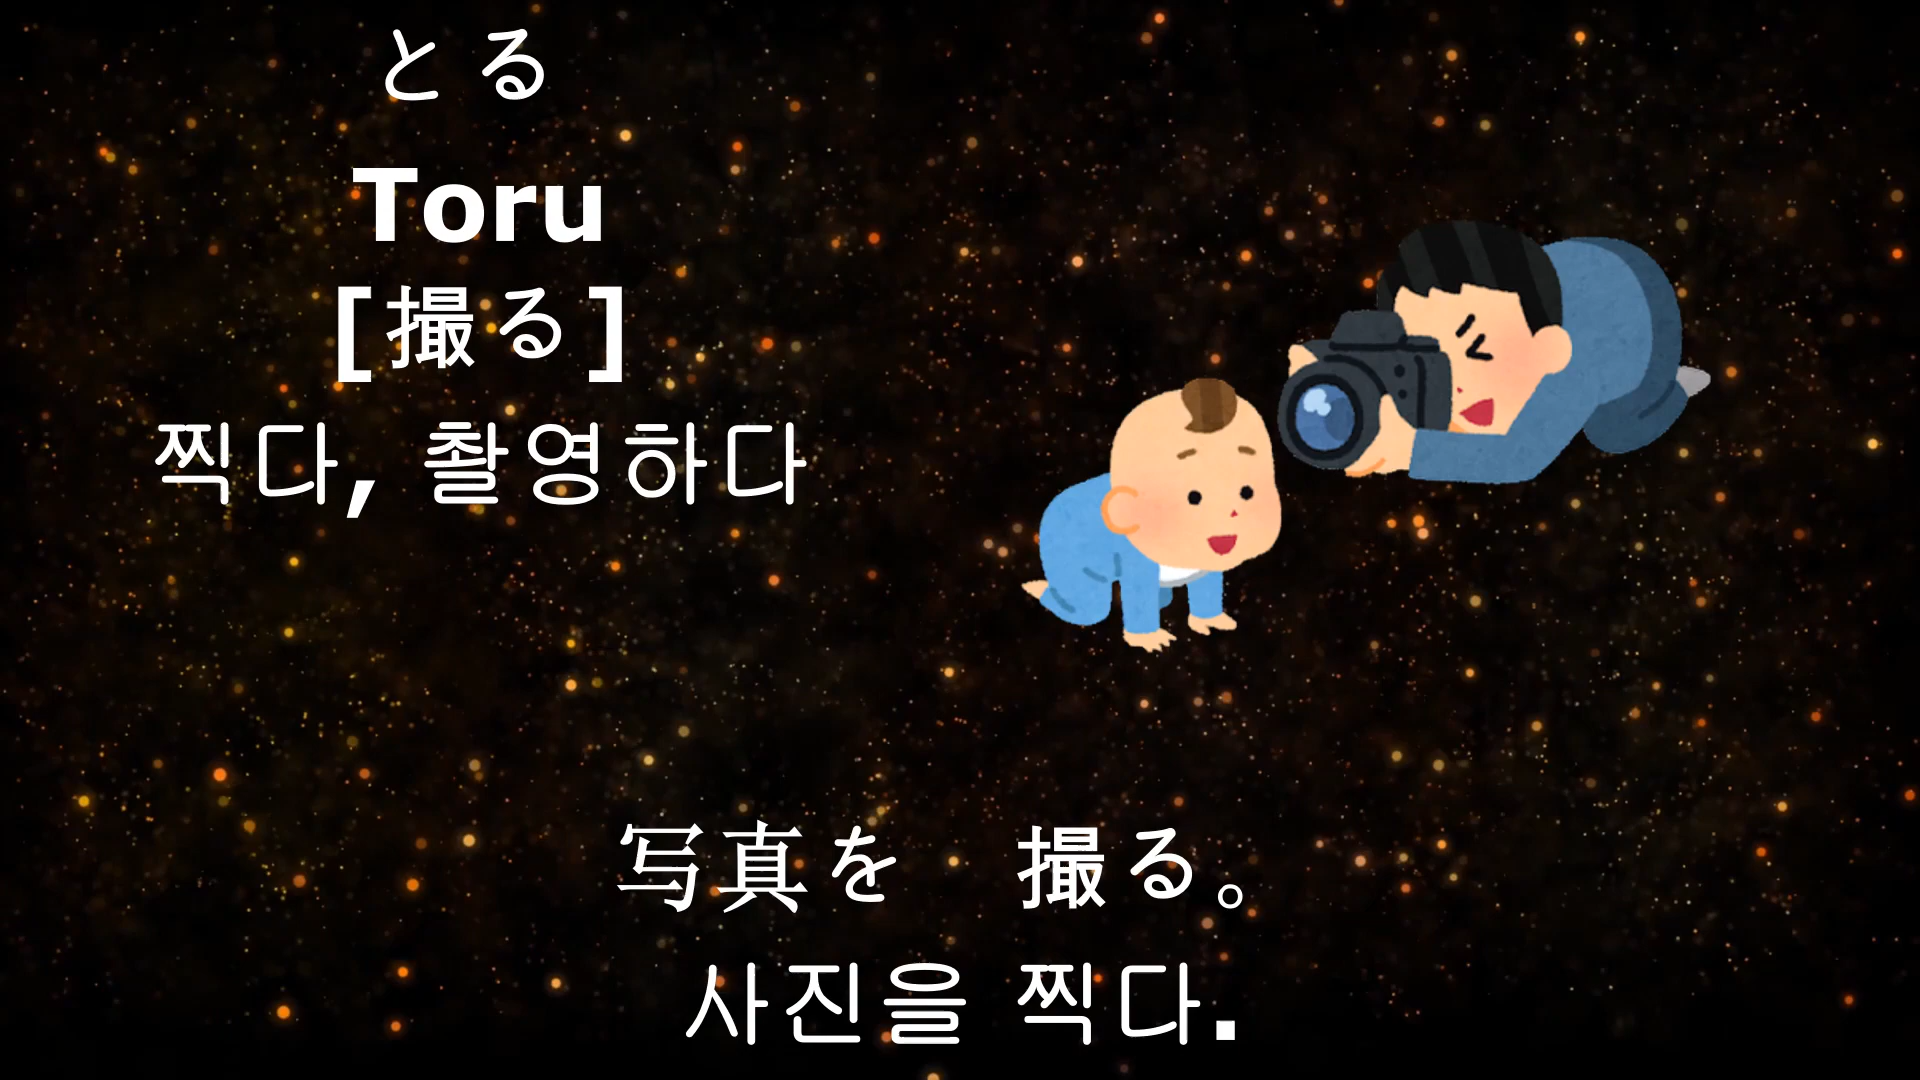 とる
Toru
[撮る]
찍다, 촬영하다
写真を　撮る。
사진을 찍다.